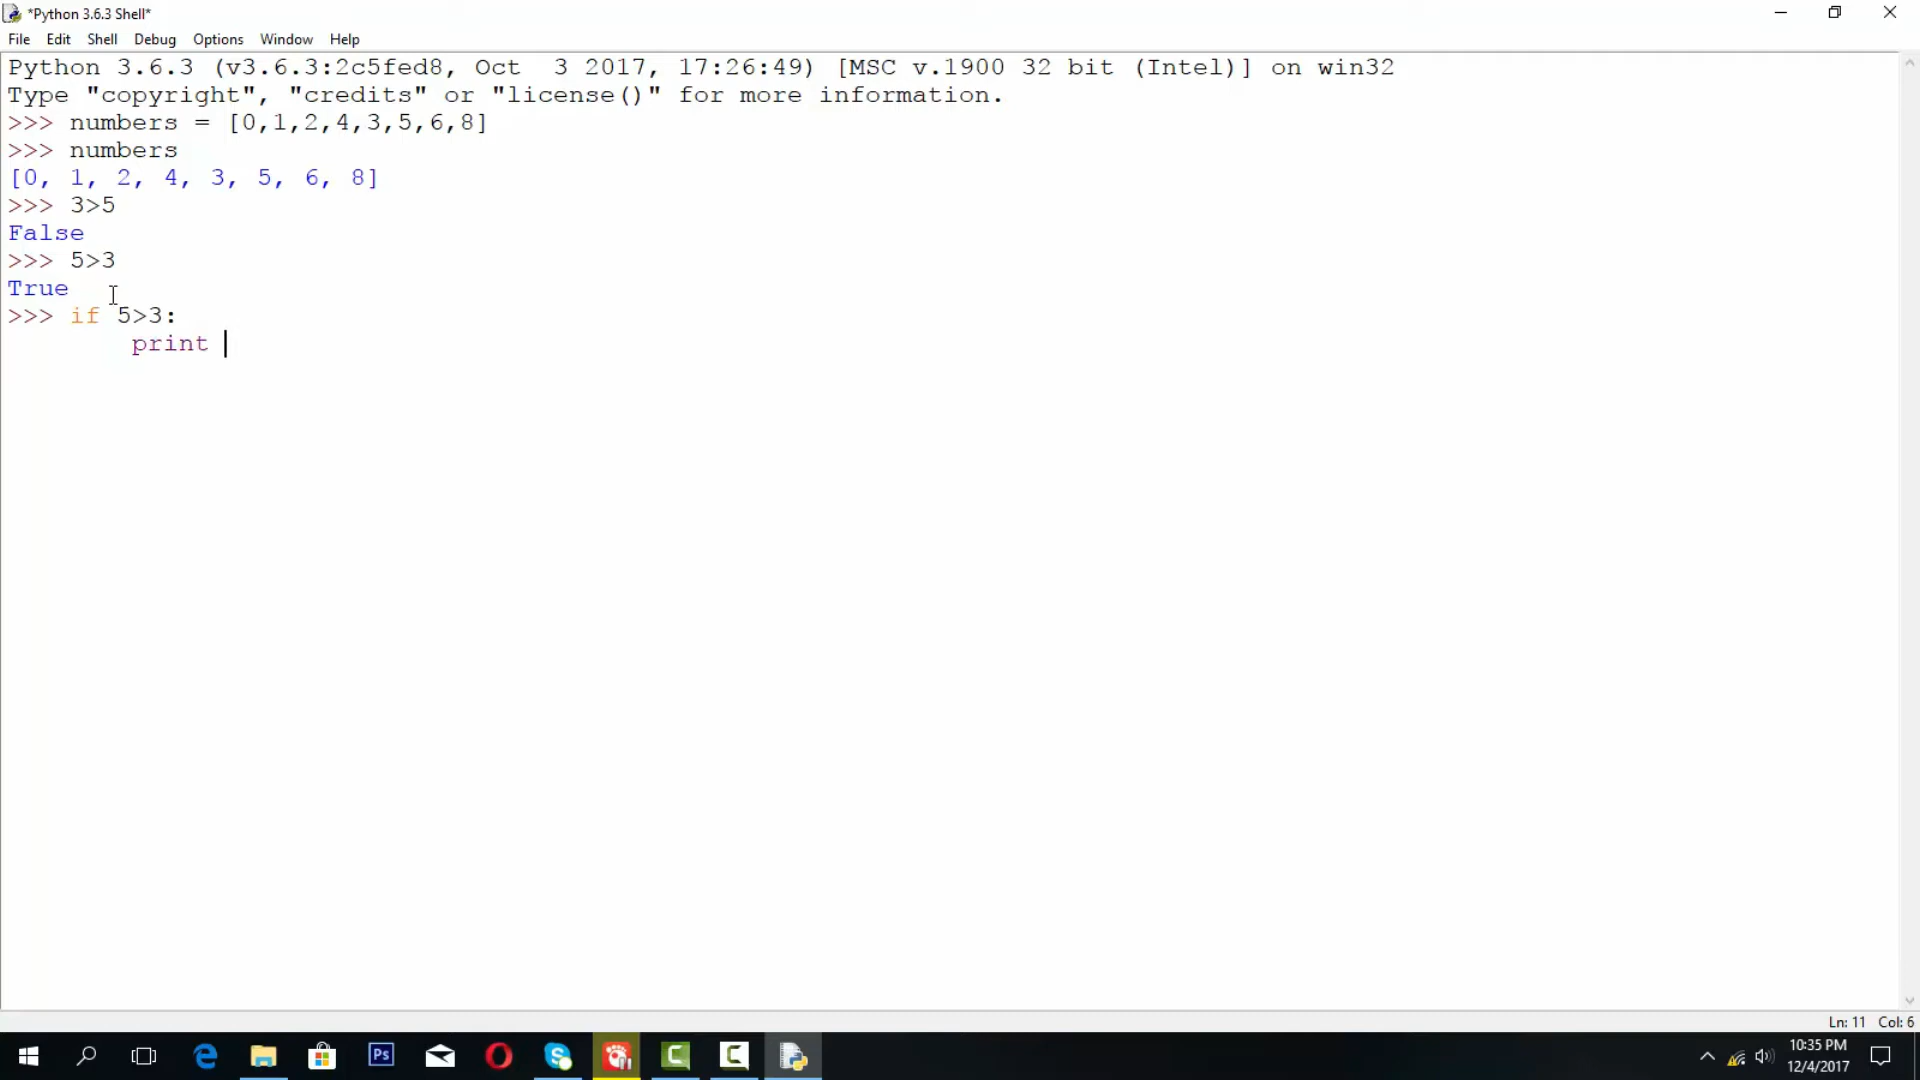 *Python 3.6.3 Shell*
File Edit Shell Debug Options Window Help
Python 3.6.3 (v3.6.3:2c5fed8, Oct  3 2017, 17:26:49) [MSC v.1900 32 bit (Intel)] on win32
Type "copyright", "credits" or "license()" for more information.
>>> numbers = [0,1,2,4,3,5,6,8]
>>> numbers
[0, 1, 2, 4, 3, 5, 6, 8]
>>> 3>5
False
>>> 5>3
True
>>> if 5>3:
        print
Ln: 11 Col: 6
Ps
10:35 PM
12/4/2017